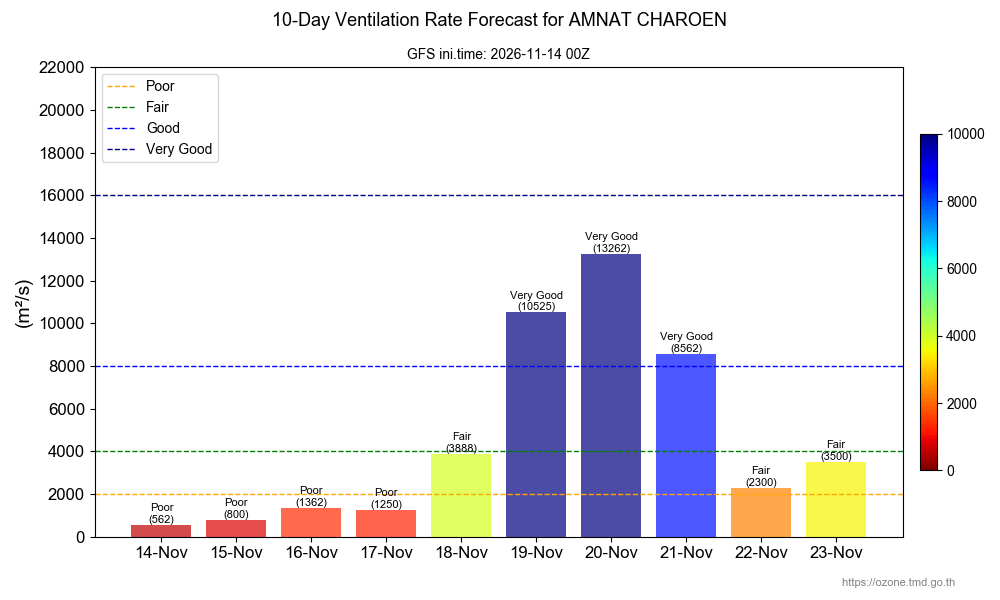 10-Day Ventilation Rate Forecast for AMNAT CHAROEN
GFS ini.time: 2026-11-14 00Z
(m²/s)
22000
20000
18000
16000
14000
12000
10000
8000
6000
4000
2000
0
Poor
Fair
Good
Very Good
Poor
(562)
Poor
(800)
Poor
(1362)
Poor
(1250)
Fair
(3888)
Very Good
(10525)
Very Good
(13262)
Very Good
(8562)
Fair
(2300)
Fair
(3500)
14-Nov
15-Nov
16-Nov
17-Nov
18-Nov
19-Nov
20-Nov
21-Nov
22-Nov
23-Nov
10000
8000
6000
4000
2000
0
https://ozone.tmd.go.th